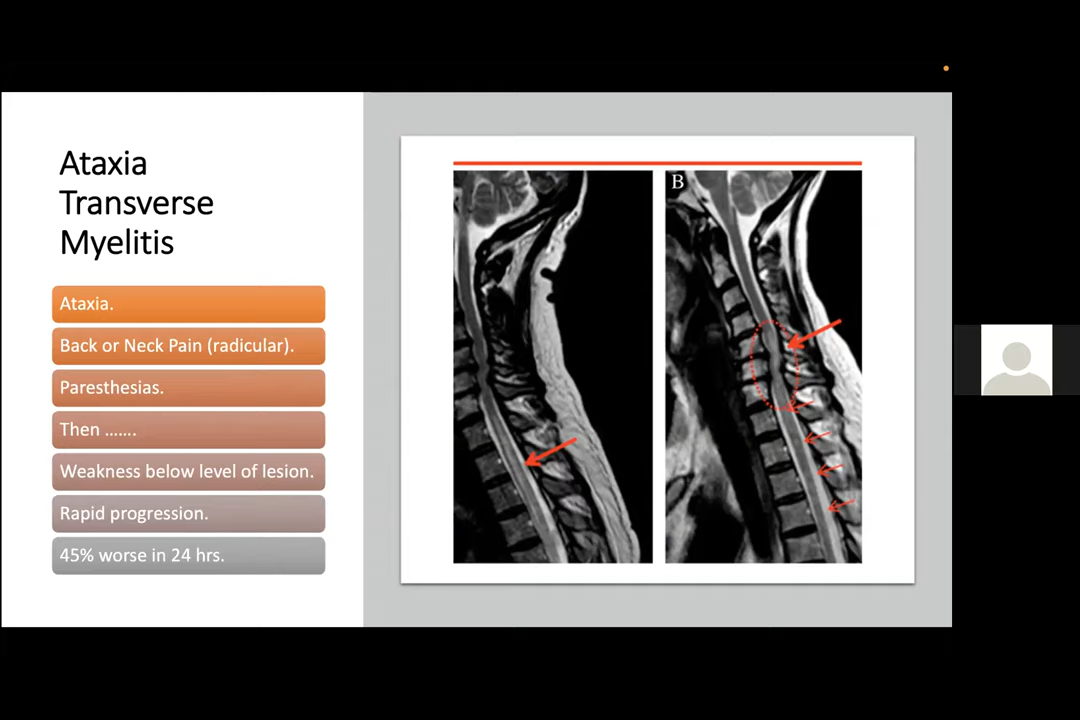 Ataxia
Transverse
Myelitis
Ataxia.
Back or Neck Pain (radicular).
Paresthesias.
Then .......
Weakness below level of lesion.
Rapid progression.
45% worse in 24 hrs.
B